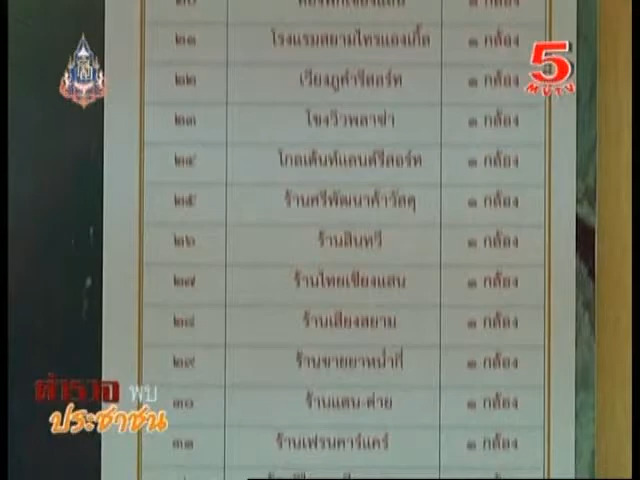 ๒๑ โรงแรมสยามไทรแองเกิ้ล ๑ กล้อง
๒๒ เวียงภูคำรีสอร์ท ๑ กล้อง
๒๓ โขงวิวพลาซ่า ๑ กล้อง
๒๔ โกลเด้นท์แลนด์รีสอร์ท ๑ กล้อง
๒๕ ร้านศรีพัฒนาค้าวัสดุ ๑ กล้อง
๒๖ ร้านสินทวี ๑ กล้อง
๒๗ ร้านไทยเชียงแสน ๑ กล้อง
๒๘ ร้านเสียงสยาม ๑ กล้อง
๒๙ ร้านขายยาหน่ำกี่ ๑ กล้อง
๓๐ ร้านแดน-ต่าย ๑ กล้อง
๓๑ ร้านเฟรนคาร์แคร์ ๑ กล้อง
5
ตำรวจ พบ
ประชาชน